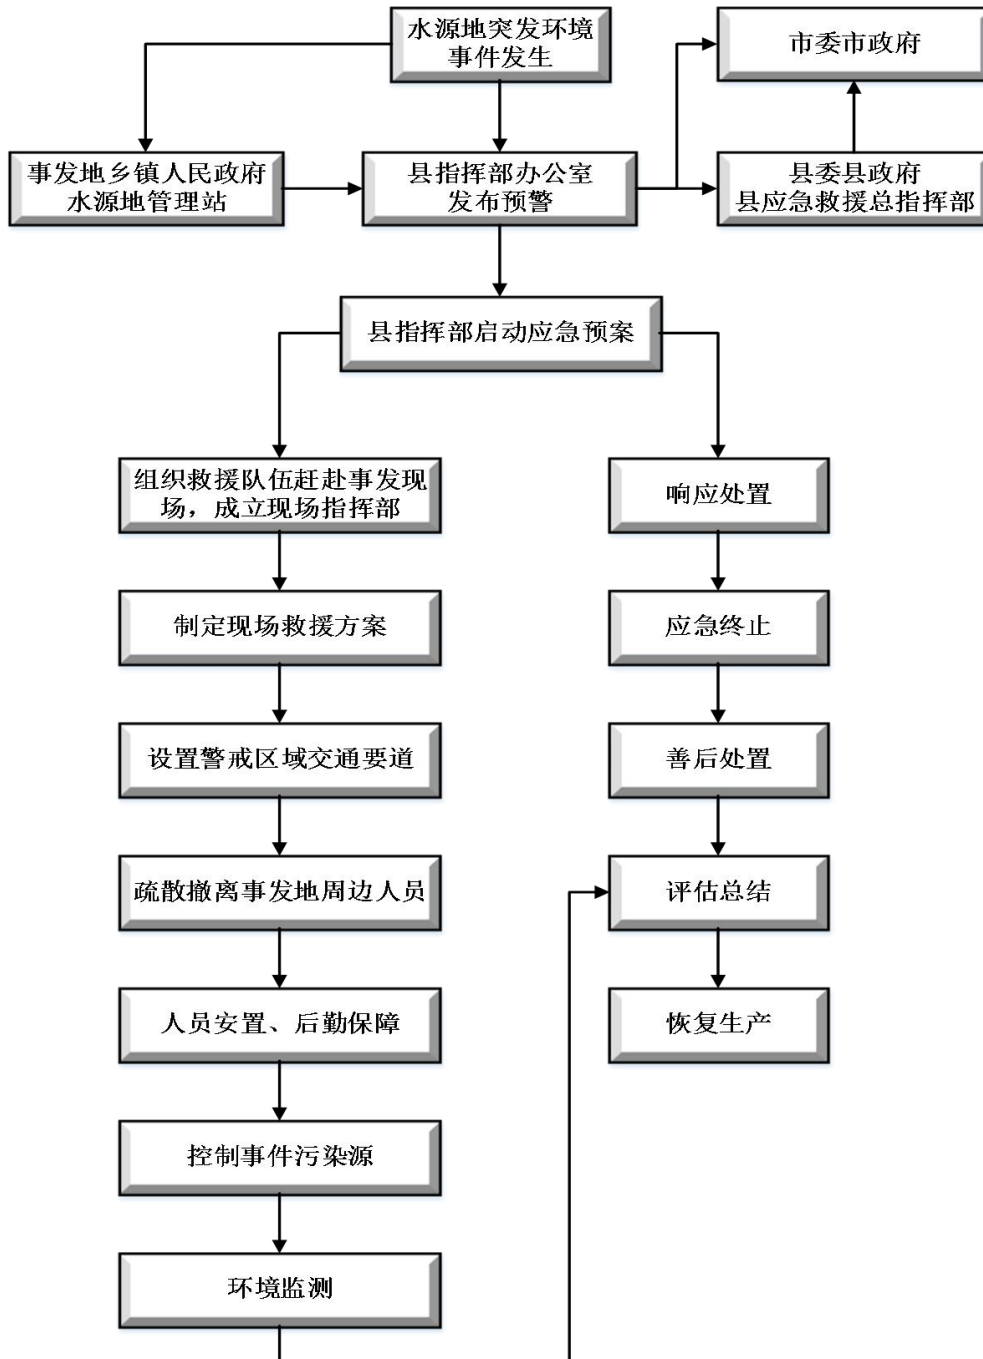 水源地突发环境
事件发生
市委市政府
事发地乡镇人民政府
水源地管理站
县指挥部办公室
发布预警
县委县政府
县应急救援总指挥部
县指挥部启动应急预案
组织救援队伍赶赴事发现
场，成立现场指挥部
响应处置
制定现场救援方案
应急终止
设置警戒区域交通要道
善后处置
疏散撤离事发地周边人员
评估总结
人员安置、后勤保障
恢复生产
控制事件污染源
环境监测